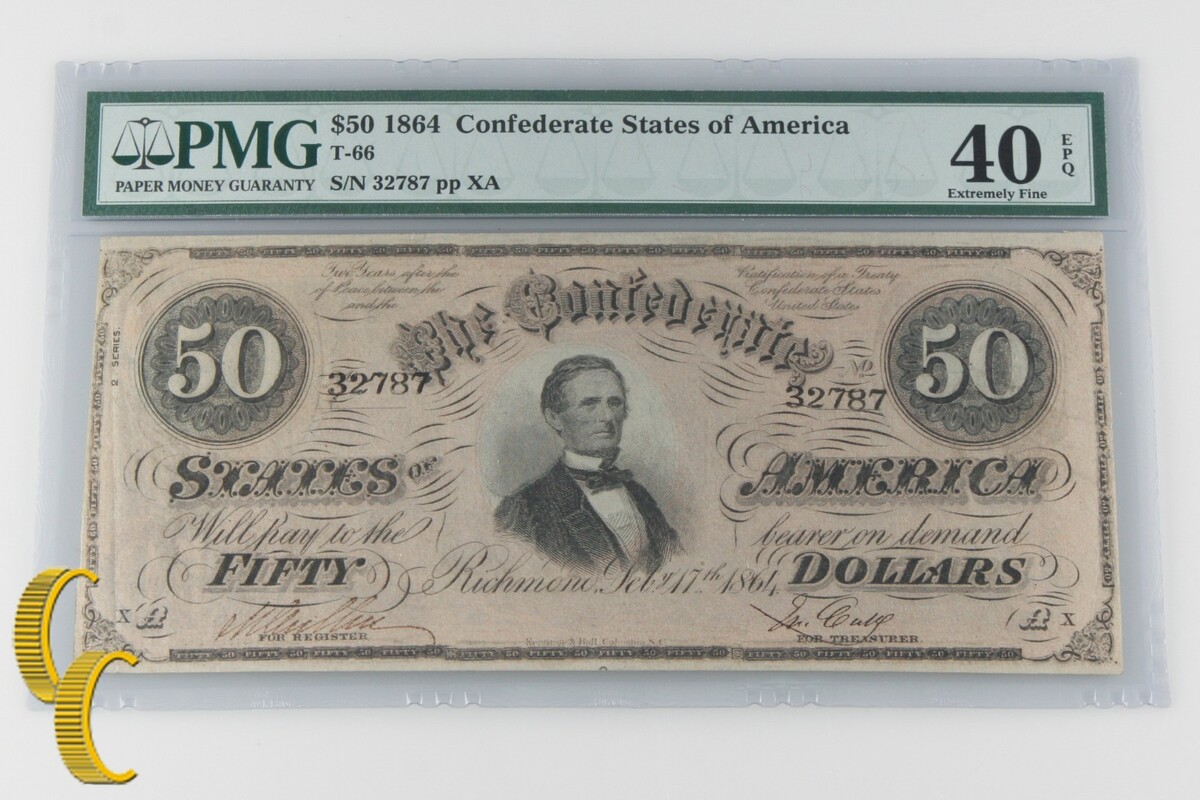 PMG
PAPER MONEY GUARANTY
$50 1864 Confederate States of America
T-66
S/N 32787 pp XA
40
Extremely Fine
EPQ
Two Years after the
of Peace between the
and the
Ratification of a Treaty
Confederate States
United States
The Confederate
2 SERIES.
50
50
32787
No
32787
STATES OF
AMERICA
Will pay to the
bearer on demand
FIFTY
Richmond, Feby. 17th 1864
DOLLARS
X A
FOR REGISTER
FOR TREASURER
A X